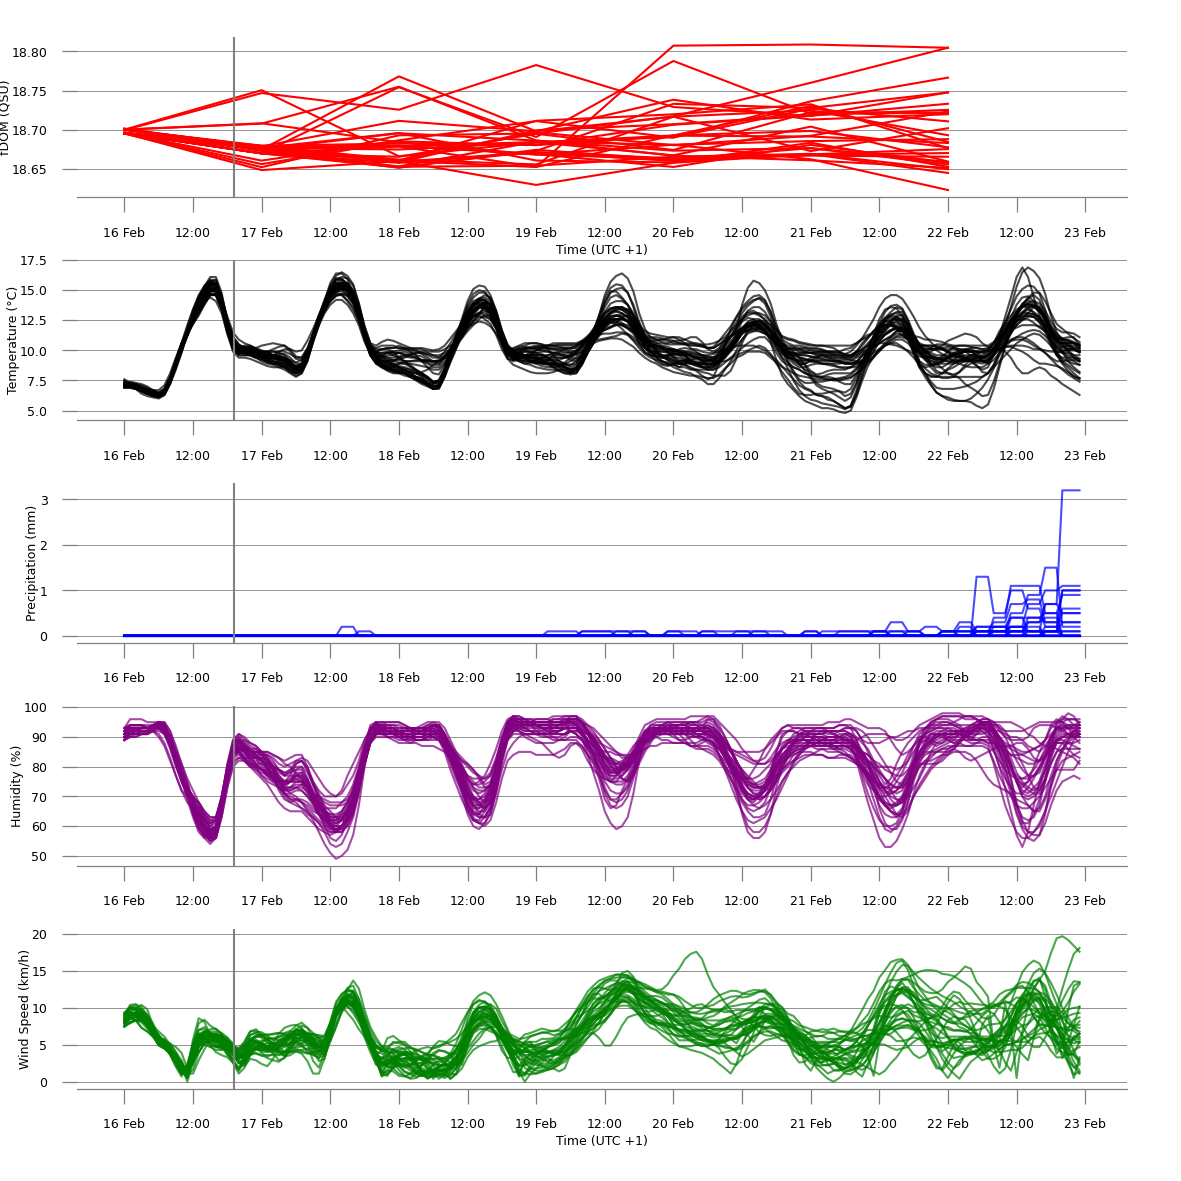 fDOM (QSU)
18.80
18.75
18.70
18.65
16 Feb 12:00 17 Feb 12:00 18 Feb 12:00 19 Feb 12:00 20 Feb 12:00 21 Feb 12:00 22 Feb 12:00 23 Feb
Time (UTC +1)
Temperature (°C)
17.5
15.0
12.5
10.0
7.5
5.0
16 Feb 12:00 17 Feb 12:00 18 Feb 12:00 19 Feb 12:00 20 Feb 12:00 21 Feb 12:00 22 Feb 12:00 23 Feb
Precipitation (mm)
3
2
1
0
16 Feb 12:00 17 Feb 12:00 18 Feb 12:00 19 Feb 12:00 20 Feb 12:00 21 Feb 12:00 22 Feb 12:00 23 Feb
Humidity (%)
100
90
80
70
60
50
16 Feb 12:00 17 Feb 12:00 18 Feb 12:00 19 Feb 12:00 20 Feb 12:00 21 Feb 12:00 22 Feb 12:00 23 Feb
Wind Speed (km/h)
20
15
10
5
0
16 Feb 12:00 17 Feb 12:00 18 Feb 12:00 19 Feb 12:00 20 Feb 12:00 21 Feb 12:00 22 Feb 12:00 23 Feb
Time (UTC +1)